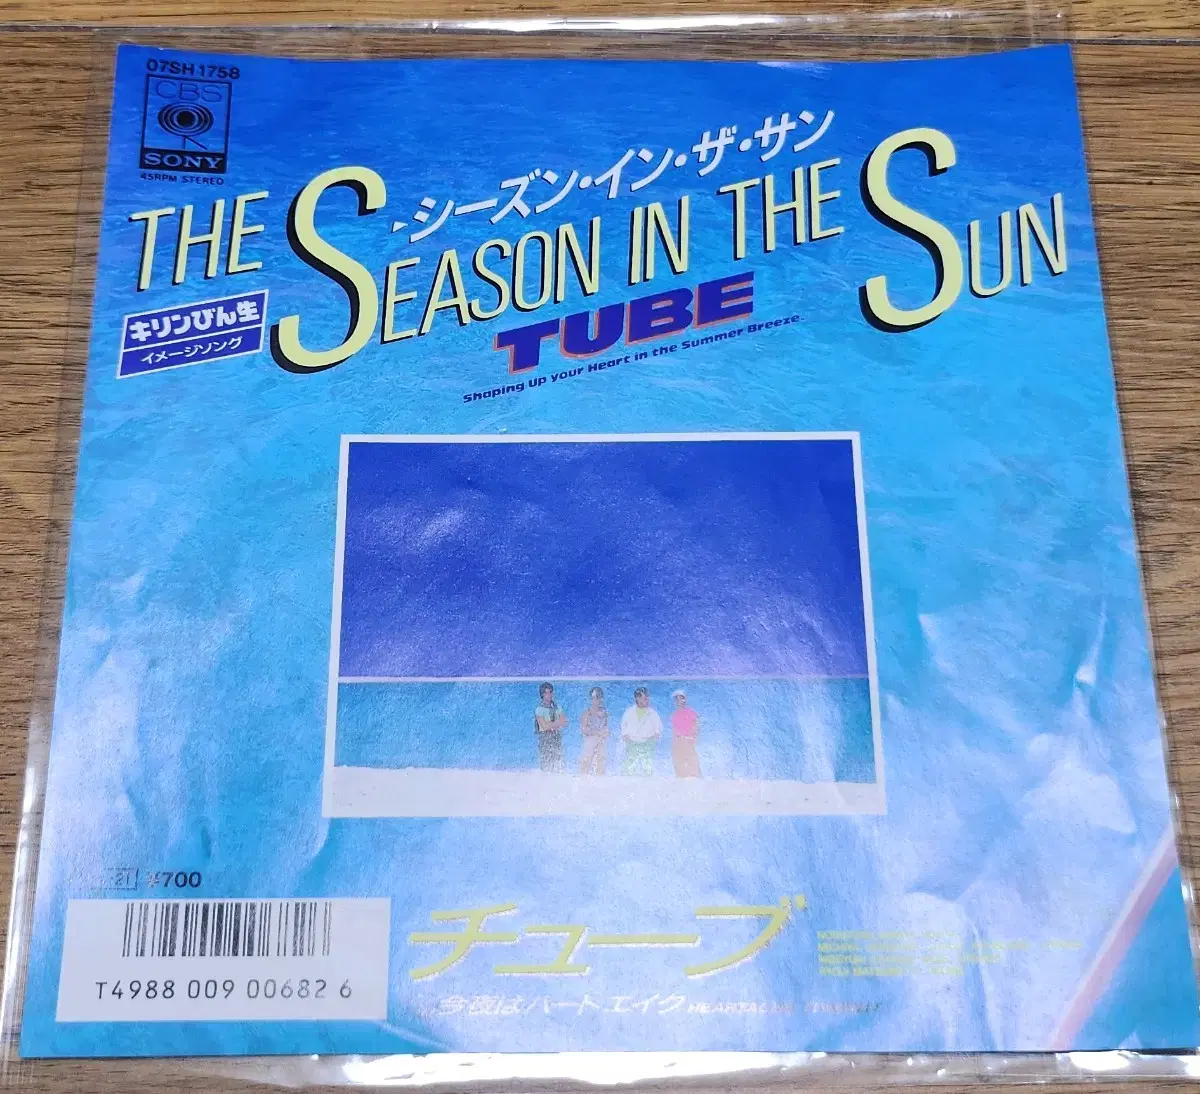 07SH 1758
CBS
SONY
45RPM STEREO
シーズン・イン・ザ・サン
THE SEASON IN THE SUN
キリンびん生
イメージソング
TUBE
Shaping Up Your Heart in the Summer Breeze.
21 ¥700
T4988 009 00682 6
チューブ
今夜はハートエイク